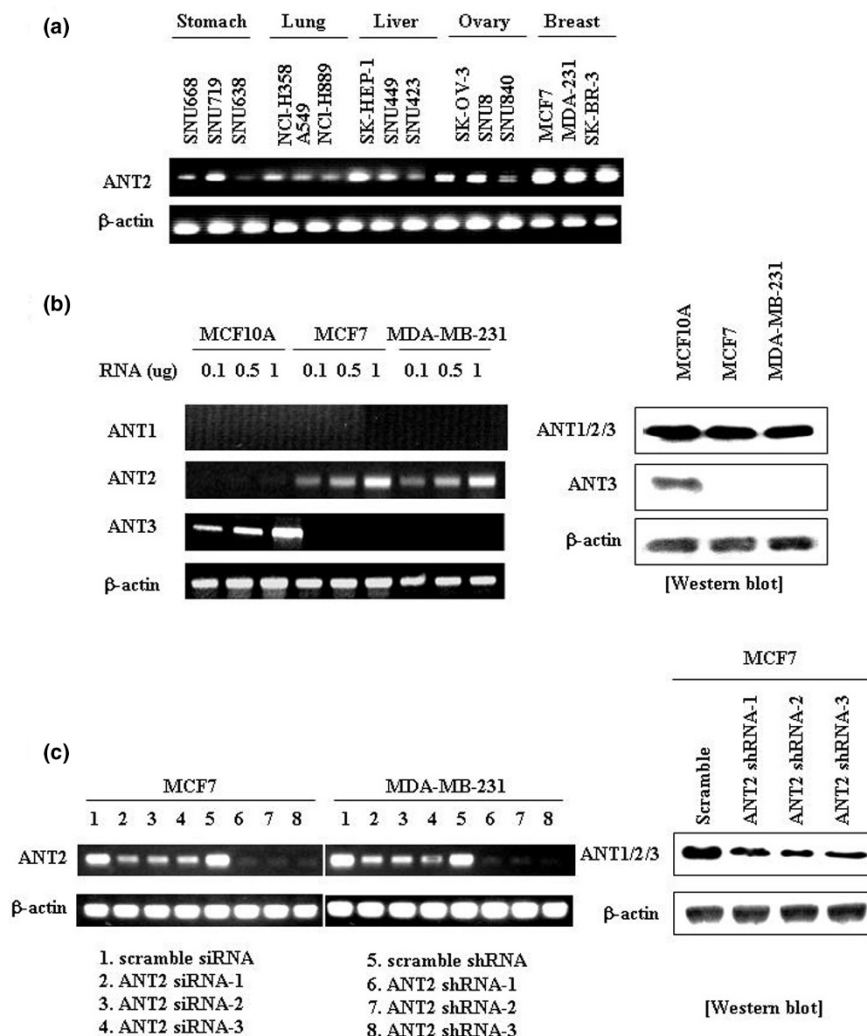 (a)
Stomach Lung Liver Ovary Breast
SNU668 SNU719 SNU638 NCI-H358 A549 NCI-H889 SK-HEP-1 SNU449 SNU423 SK-OV-3 SNU8 SNU840 MCF7 MDA-231 SK-BR-3
ANT2
β-actin
(b)
MCF10A MCF7 MDA-MB-231
RNA (ug) 0.1 0.5 1 0.1 0.5 1 0.1 0.5 1
ANT1
ANT2
ANT3
β-actin
MCF10A MCF7 MDA-MB-231
ANT1/2/3
ANT3
β-actin
[Western blot]
(c)
MCF7 MDA-MB-231
1 2 3 4 5 6 7 8 1 2 3 4 5 6 7 8
ANT2
β-actin
1. scramble siRNA
2. ANT2 siRNA-1
3. ANT2 siRNA-2
4. ANT2 siRNA-3
5. scramble shRNA
6. ANT2 shRNA-1
7. ANT2 shRNA-2
8. ANT2 shRNA-3
MCF7
Scramble ANT2 shRNA-1 ANT2 shRNA-2 ANT2 shRNA-3
ANT1/2/3
β-actin
[Western blot]